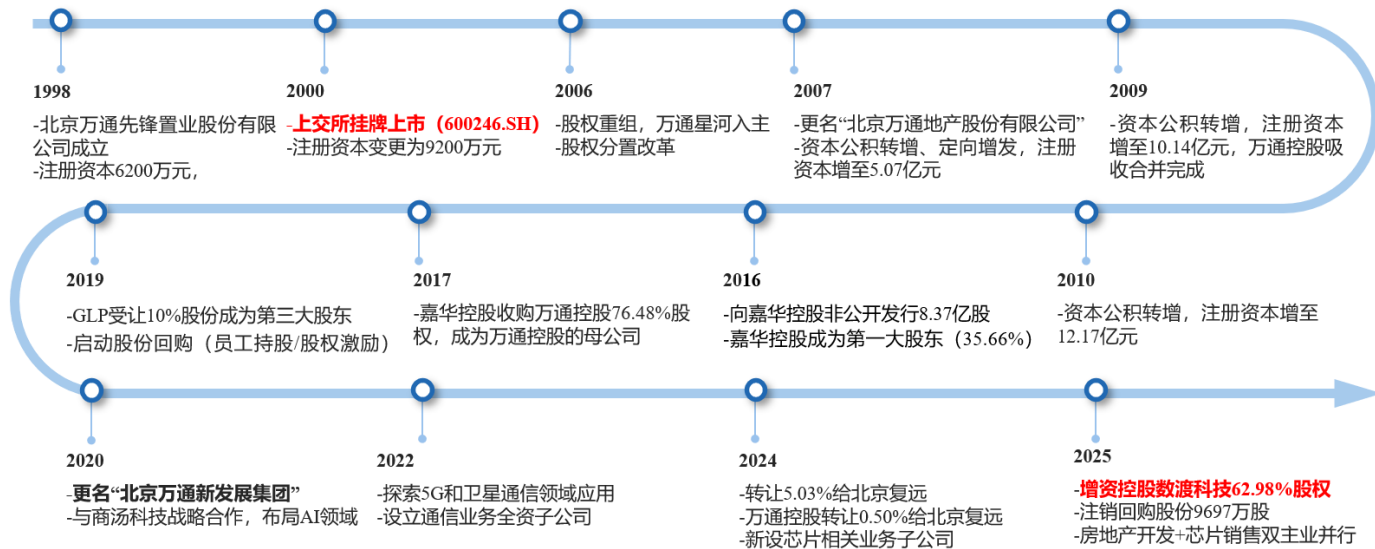 1998
-北京万通先锋置业股份有限
公司成立
-注册资本6200万元，
2000
-上交所挂牌上市（600246.SH）
-注册资本变更为9200万元
2006
-股权重组，万通星河入主
-股权分置改革
2007
-更名“北京万通地产股份有限公司”
-资本公积转增、定向增发，注册
资本增至5.07亿元
2009
-资本公积转增，注册资本
增至10.14亿元，万通控股吸
收合并完成
2019
-GLP受让10%股份成为第三大股东
-启动股份回购（员工持股/股权激励）
2017
-嘉华控股收购万通控股76.48%股
权，成为万通控股的母公司
2016
-向嘉华控股非公开发行8.37亿股
-嘉华控股成为第一大股东（35.66%）
2010
-资本公积转增，注册资本增至
12.17亿元
2020
-更名“北京万通新发展集团”
-与商汤科技战略合作，布局AI领域
2022
-探索5G和卫星通信领域应用
-设立通信业务全资子公司
2024
-转让5.03%给北京复远
-万通控股转让0.50%给北京复远
-新设芯片相关业务子公司
2025
-增资控股数渡科技62.98%股权
-注销回购股份9697万股
-房地产开发+芯片销售双主业并行